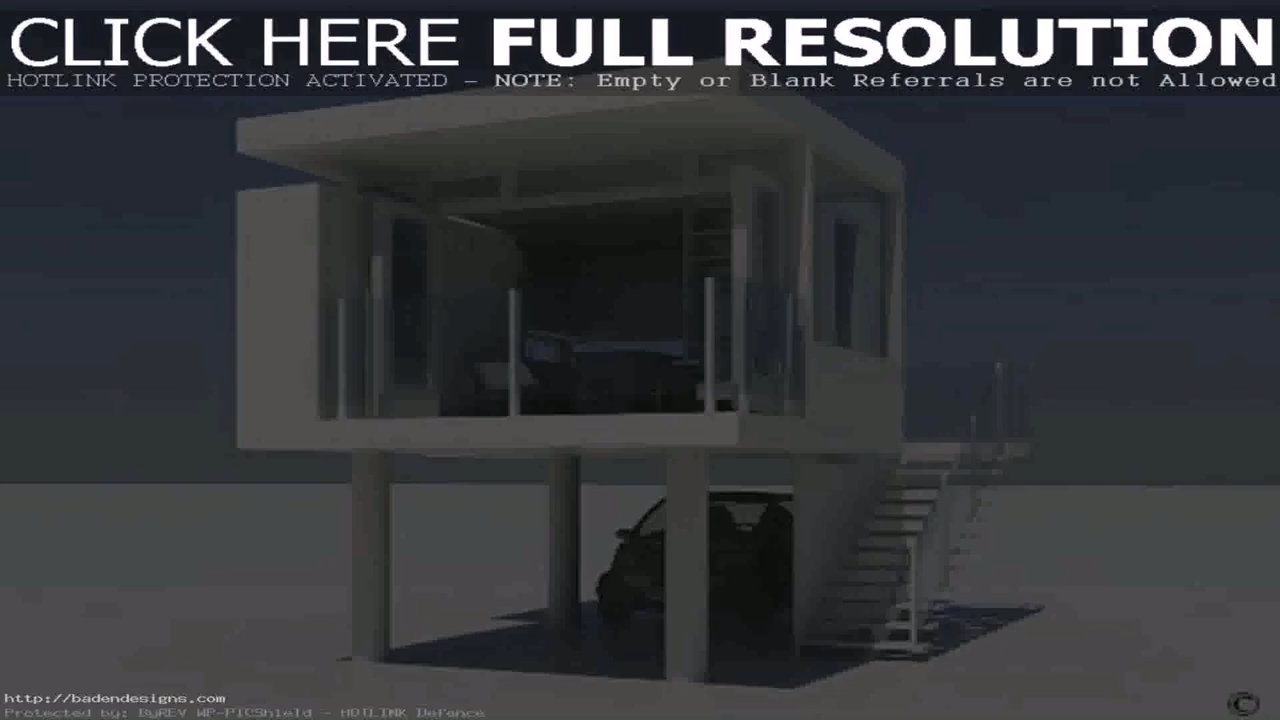 CLICK HERE FULL RESOLUTION
HOTLINK PROTECTION ACTIVATED - NOTE: Empty or Blank Referrals are not Allowed
http://badendesigns.com
Protected by: ByREV WP-PICShield - HOTLINK Defence
©